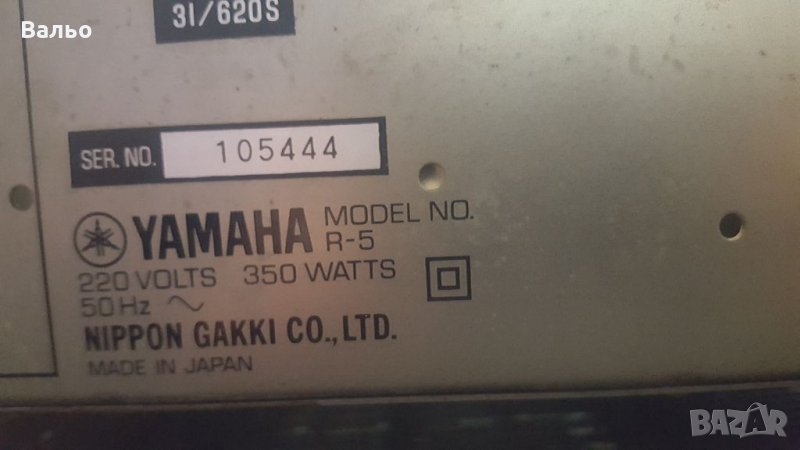 Вальо
31/620S
SER. NO. 105444
YAMAHA MODEL NO. R-5
220 VOLTS 350 WATTS
50 Hz ~
NIPPON GAKKI CO., LTD.
MADE IN JAPAN
BAZAR